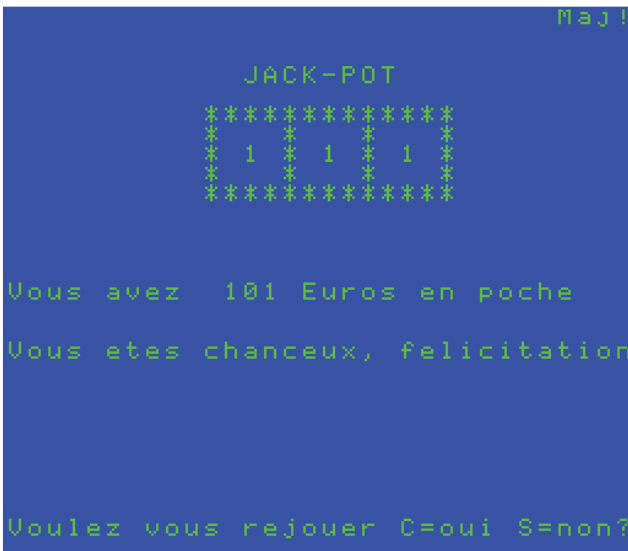 Maj!
JACK-POT
*************
*   *   *   *
* 1 * 1 * 1 *
*   *   *   *
*************
Vous avez  101 Euros en poche
Vous etes chanceux, felicitation
Voulez vous rejouer C=oui S=non?